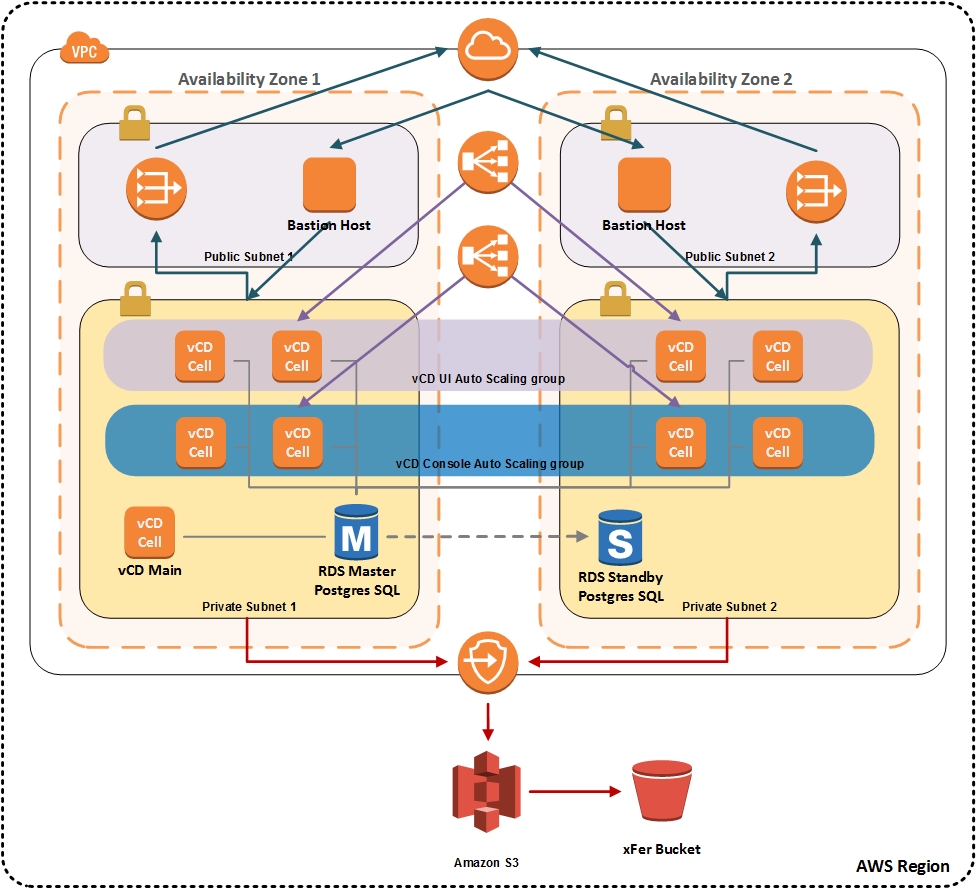 VPC
Availability Zone 1
Availability Zone 2
Bastion Host
Bastion Host
Public Subnet 1
Public Subnet 2
vCD
Cell
vCD
Cell
vCD
Cell
vCD
Cell
vCD UI Auto Scaling group
vCD
Cell
vCD
Cell
vCD
Cell
vCD
Cell
vCD Console Auto Scaling group
vCD
Cell
vCD Main
M
RDS Master
Postgres SQL
S
RDS Standby
Postgres SQL
Private Subnet 1
Private Subnet 2
Amazon S3
xFer Bucket
AWS Region